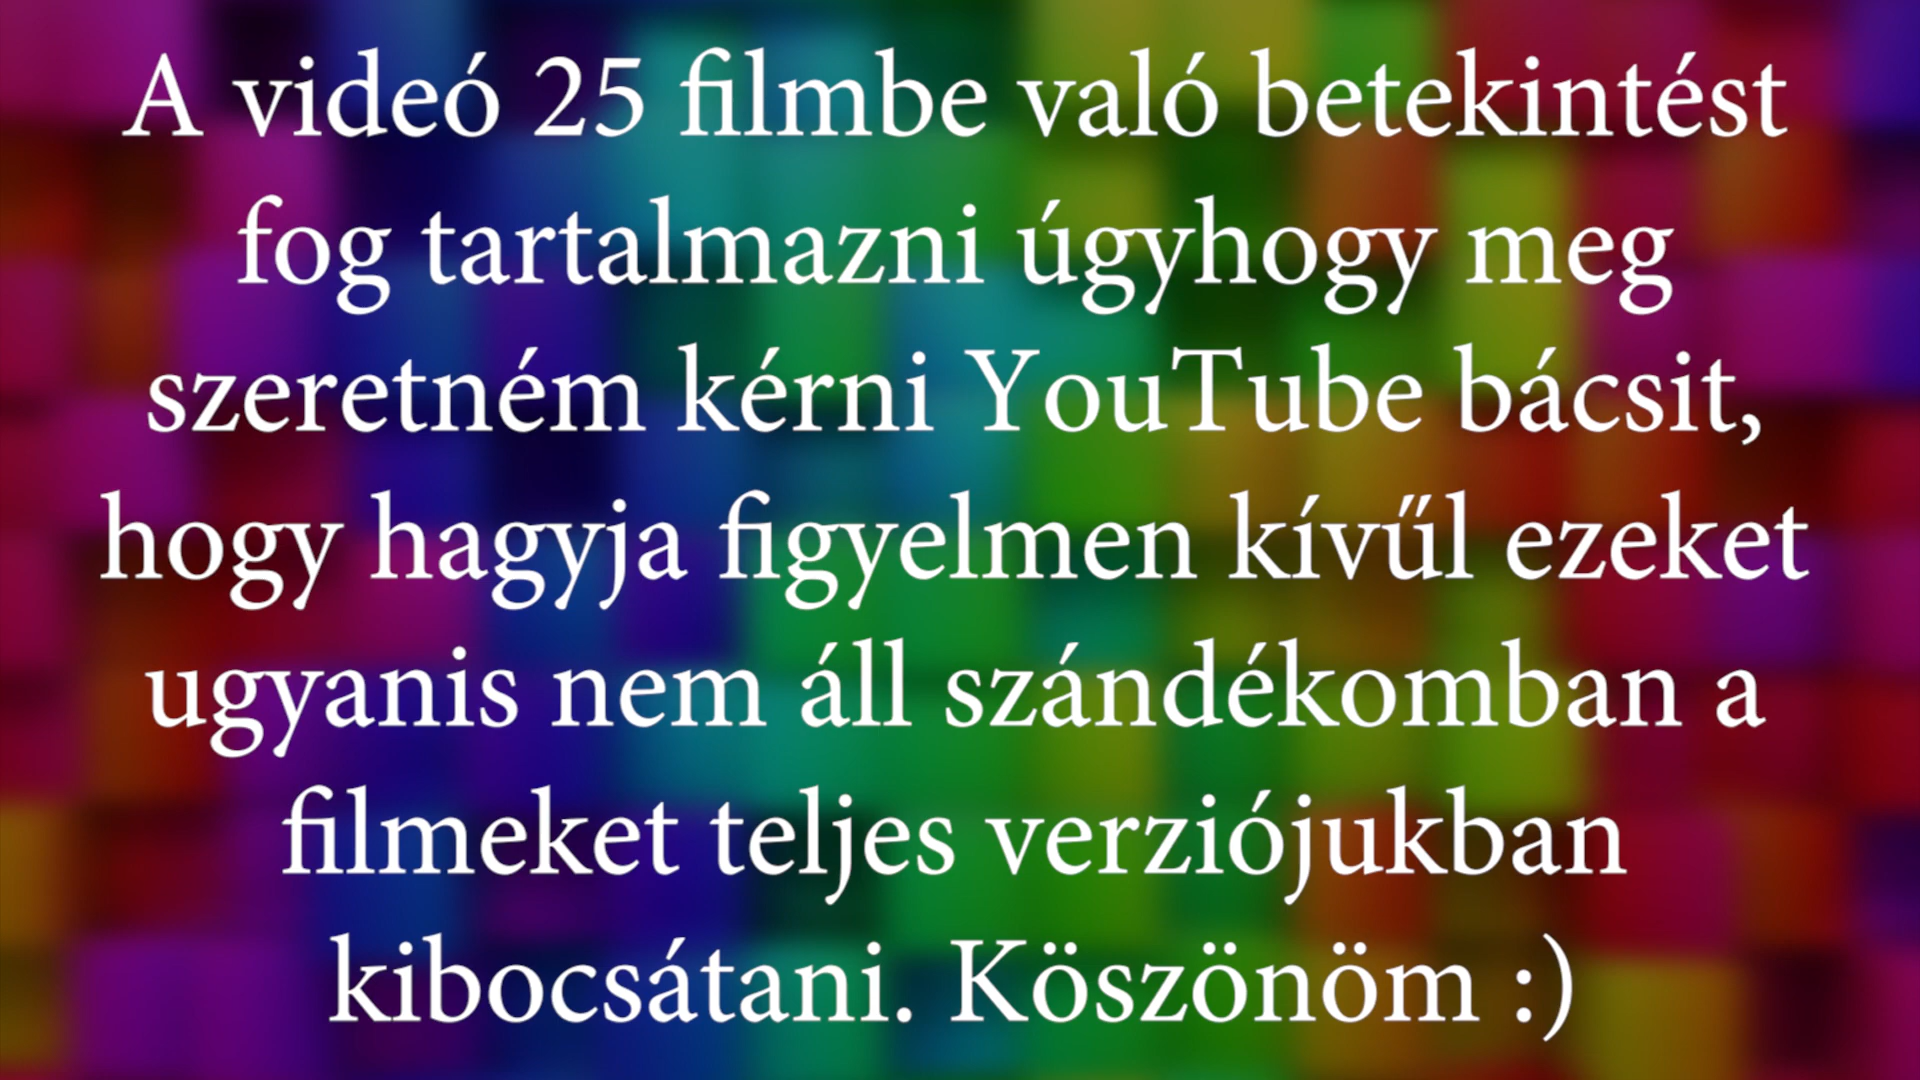 A videó 25 filmbe való betekintést
fog tartalmazni úgyhogy meg
szeretném kérni YouTube bácsit,
hogy hagyja figyelmen kívűl ezeket
ugyanis nem áll szándékomban a
filmeket teljes verziójukban
kibocsátani. Köszönöm :)